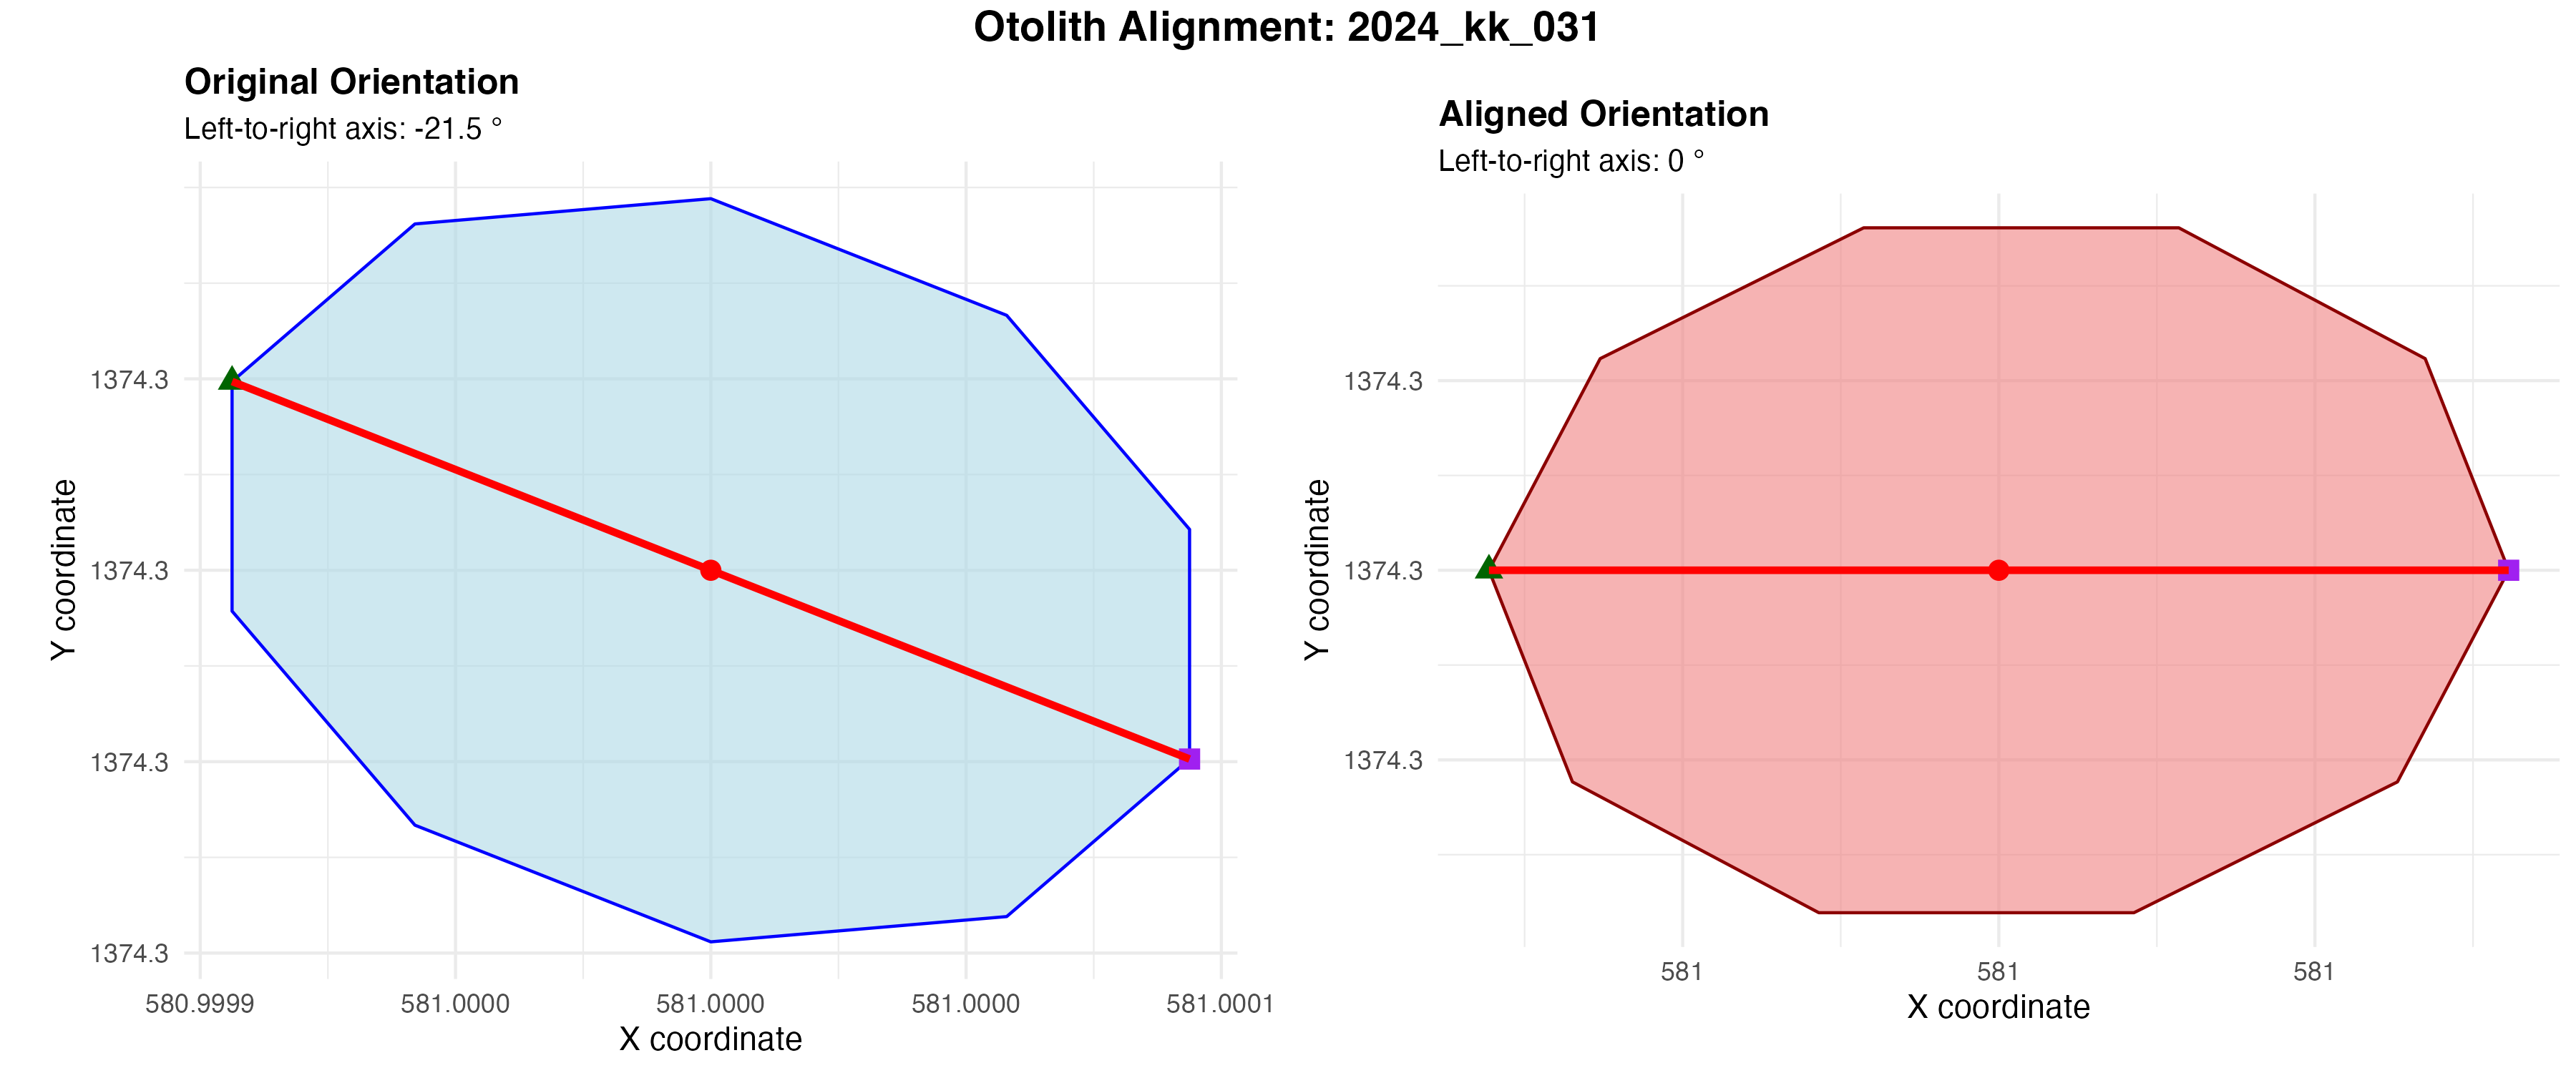 Otolith Alignment: 2024_kk_031
Original Orientation
Left-to-right axis: -21.5 °
Y coordinate
1374.3
1374.3
1374.3
1374.3
580.9999
581.0000
581.0000
581.0000
581.0001
X coordinate
Aligned Orientation
Left-to-right axis: 0 °
Y coordinate
1374.3
1374.3
1374.3
581
581
581
X coordinate